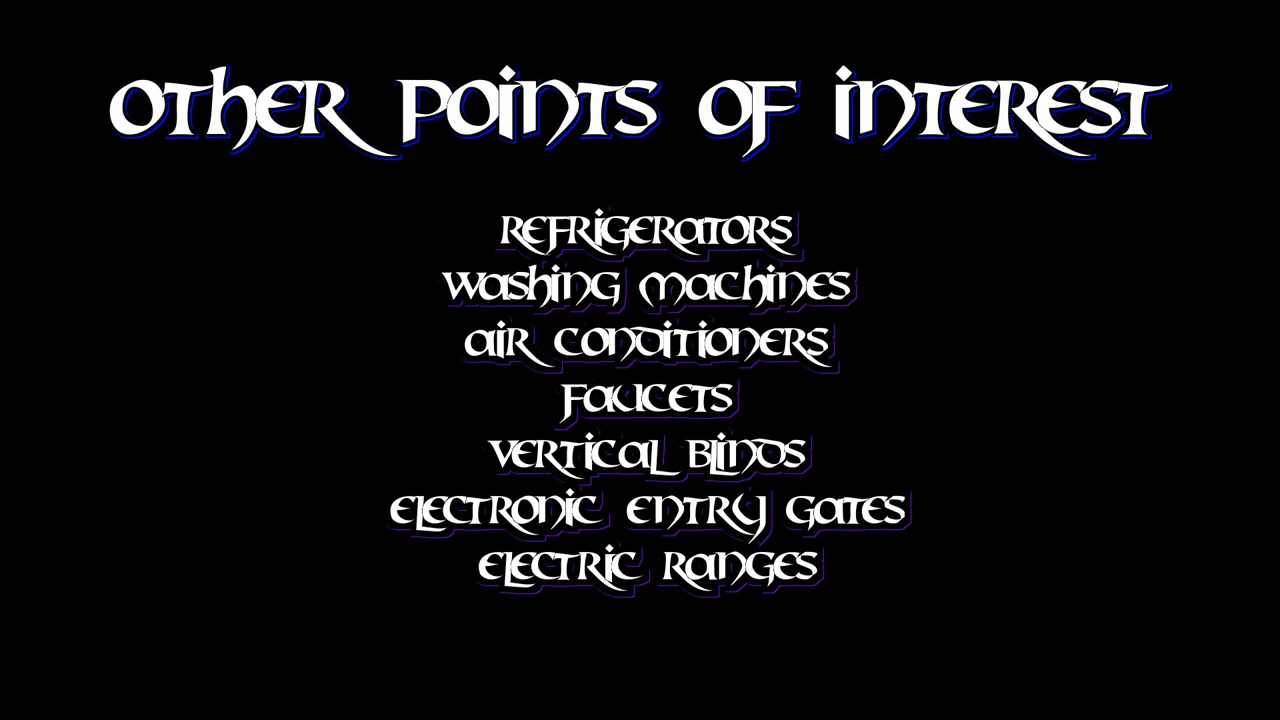 OTHER POINTS OF INTEREST
REFRIGERATORS
WASHING MACHINES
AIR CONDITIONERS
FAUCETS
VERTICAL BLINDS
ELECTRONIC ENTRY GATES
ELECTRIC RANGES